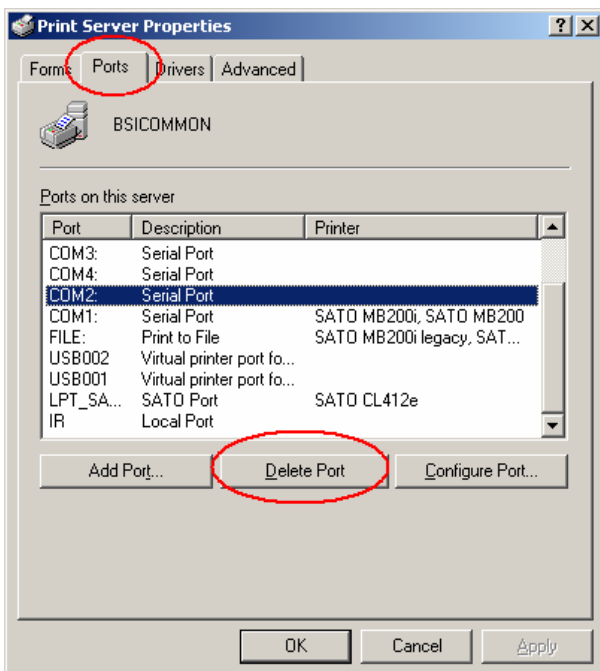 Print Server Properties
Forms Ports Drivers Advanced
BSICOMMON
Ports on this server
Port Description Printer
COM3: Serial Port
COM4: Serial Port
COM2: Serial Port
COM1: Serial Port SATO MB200i, SATO MB200
FILE: Print to File SATO MB200i legacy, SAT...
USB002 Virtual printer port fo...
USB001 Virtual printer port fo...
LPT_SA... SATO Port SATO CL412e
IR Local Port
Add Port... Delete Port Configure Port...
OK Cancel Apply